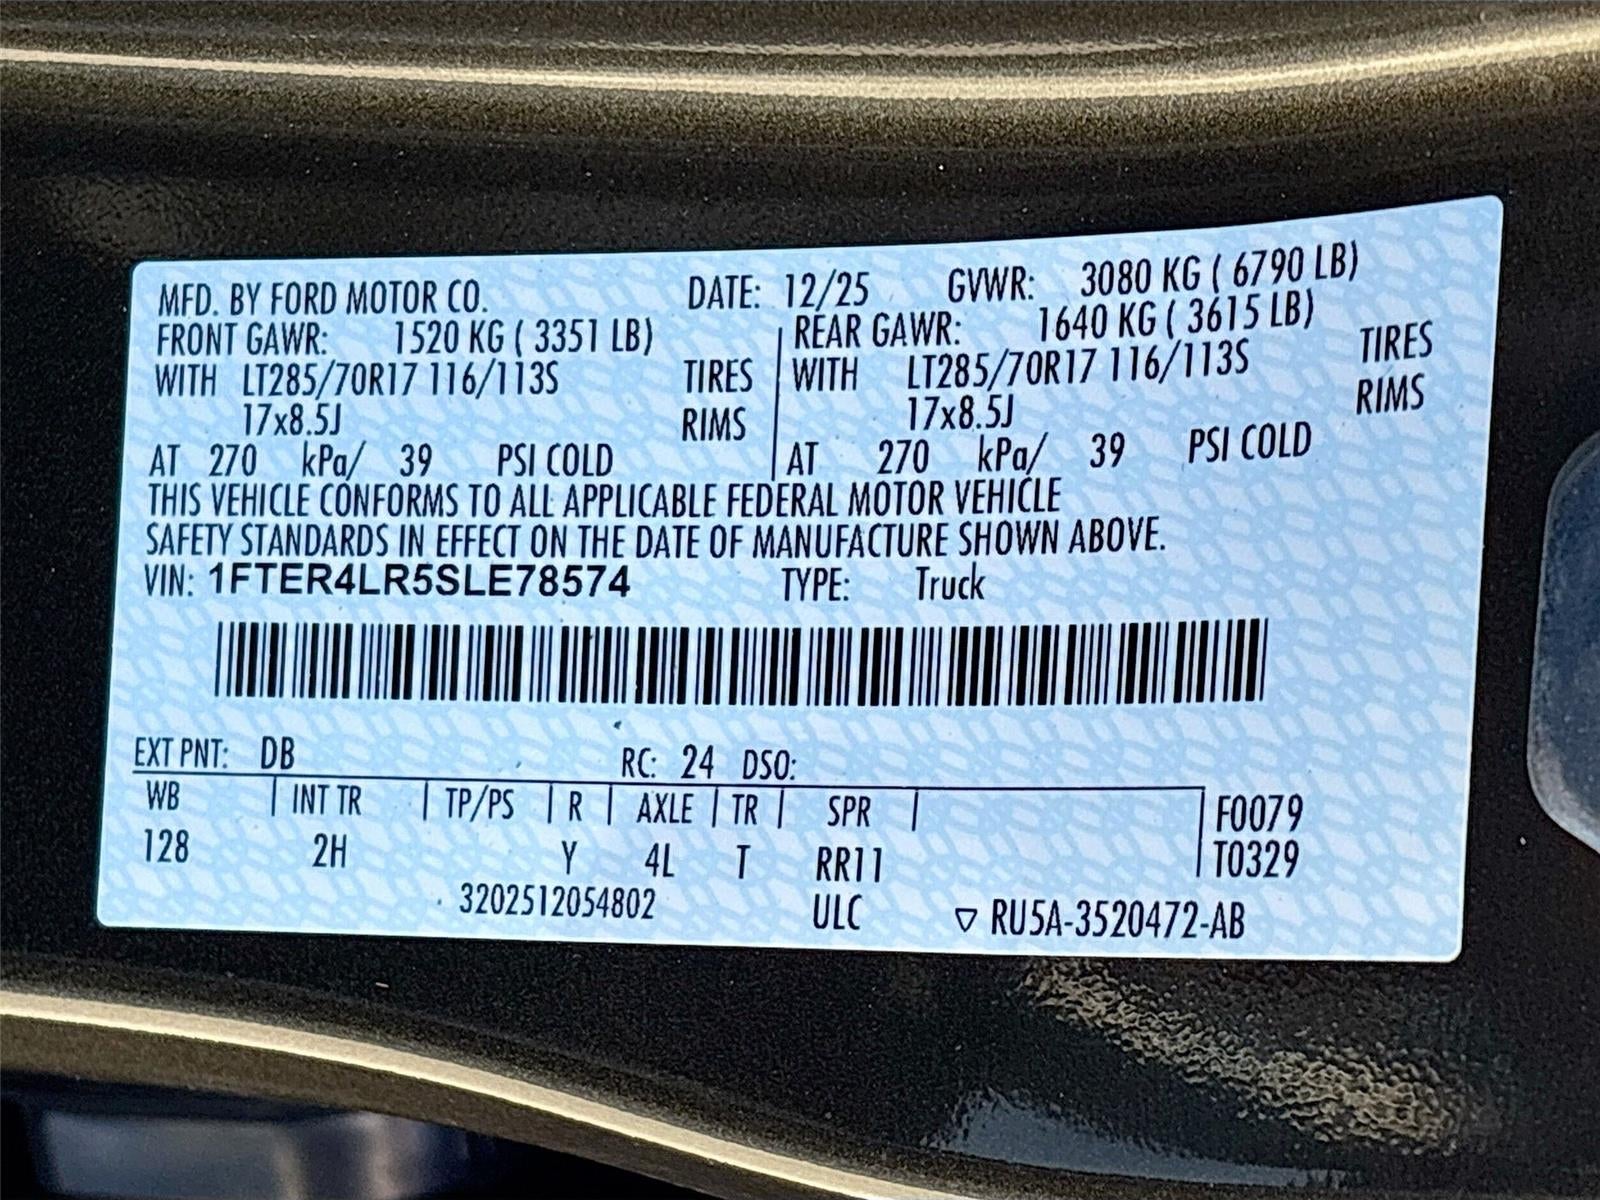 MFD. BY FORD MOTOR CO. DATE: 12/25 GVWR: 3080 KG ( 6790 LB)
FRONT GAWR: 1520 KG ( 3351 LB) REAR GAWR: 1640 KG ( 3615 LB)
WITH LT285/70R17 116/113S TIRES WITH LT285/70R17 116/113S TIRES
17x8.5J RIMS 17x8.5J RIMS
AT 270 kPa/ 39 PSI COLD AT 270 kPa/ 39 PSI COLD
THIS VEHICLE CONFORMS TO ALL APPLICABLE FEDERAL MOTOR VEHICLE
SAFETY STANDARDS IN EFFECT ON THE DATE OF MANUFACTURE SHOWN ABOVE.
VIN: 1FTER4LR5SLE78574 TYPE: Truck
EXT PNT: DB RC: 24 DSO:
WB INT TR TP/PS R AXLE TR SPR F0079
128 2H Y 4L T RR11 T0329
3202512054802 ULC ▽ RU5A-3520472-AB